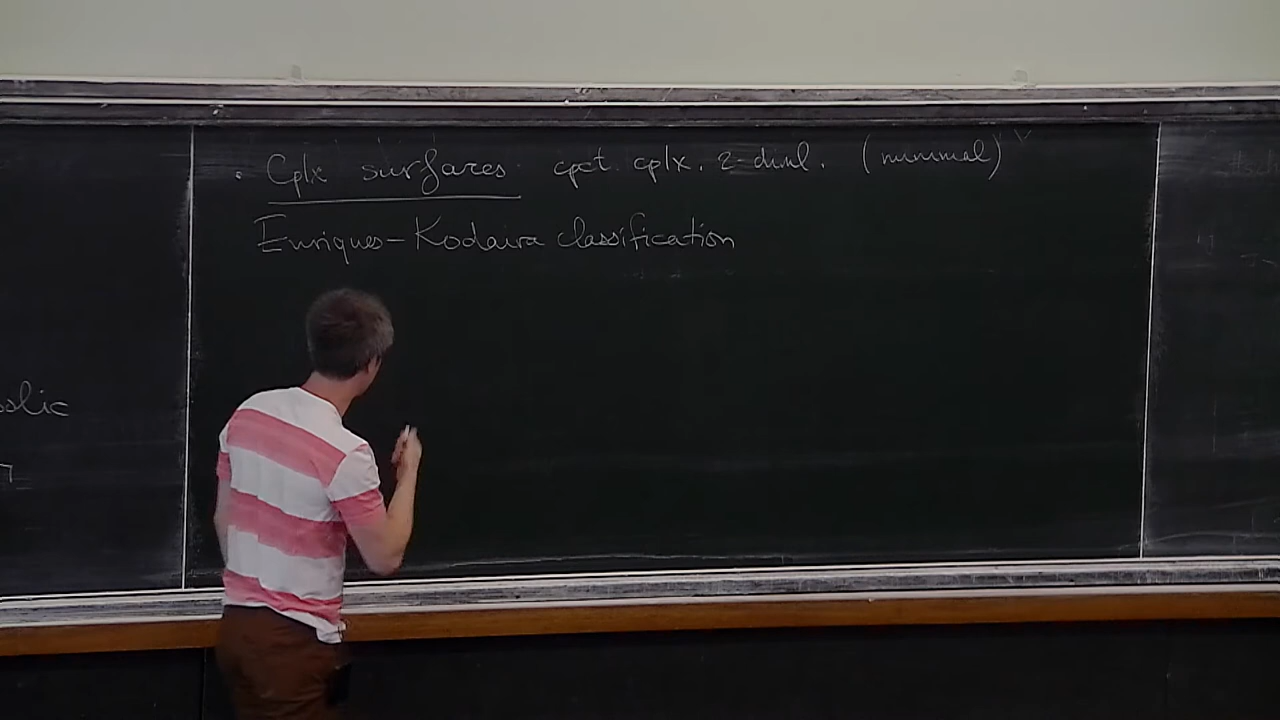 • Cplx surfaces: cpct. cplx. 2-diml. (minimal)
Enriques-Kodaira classification